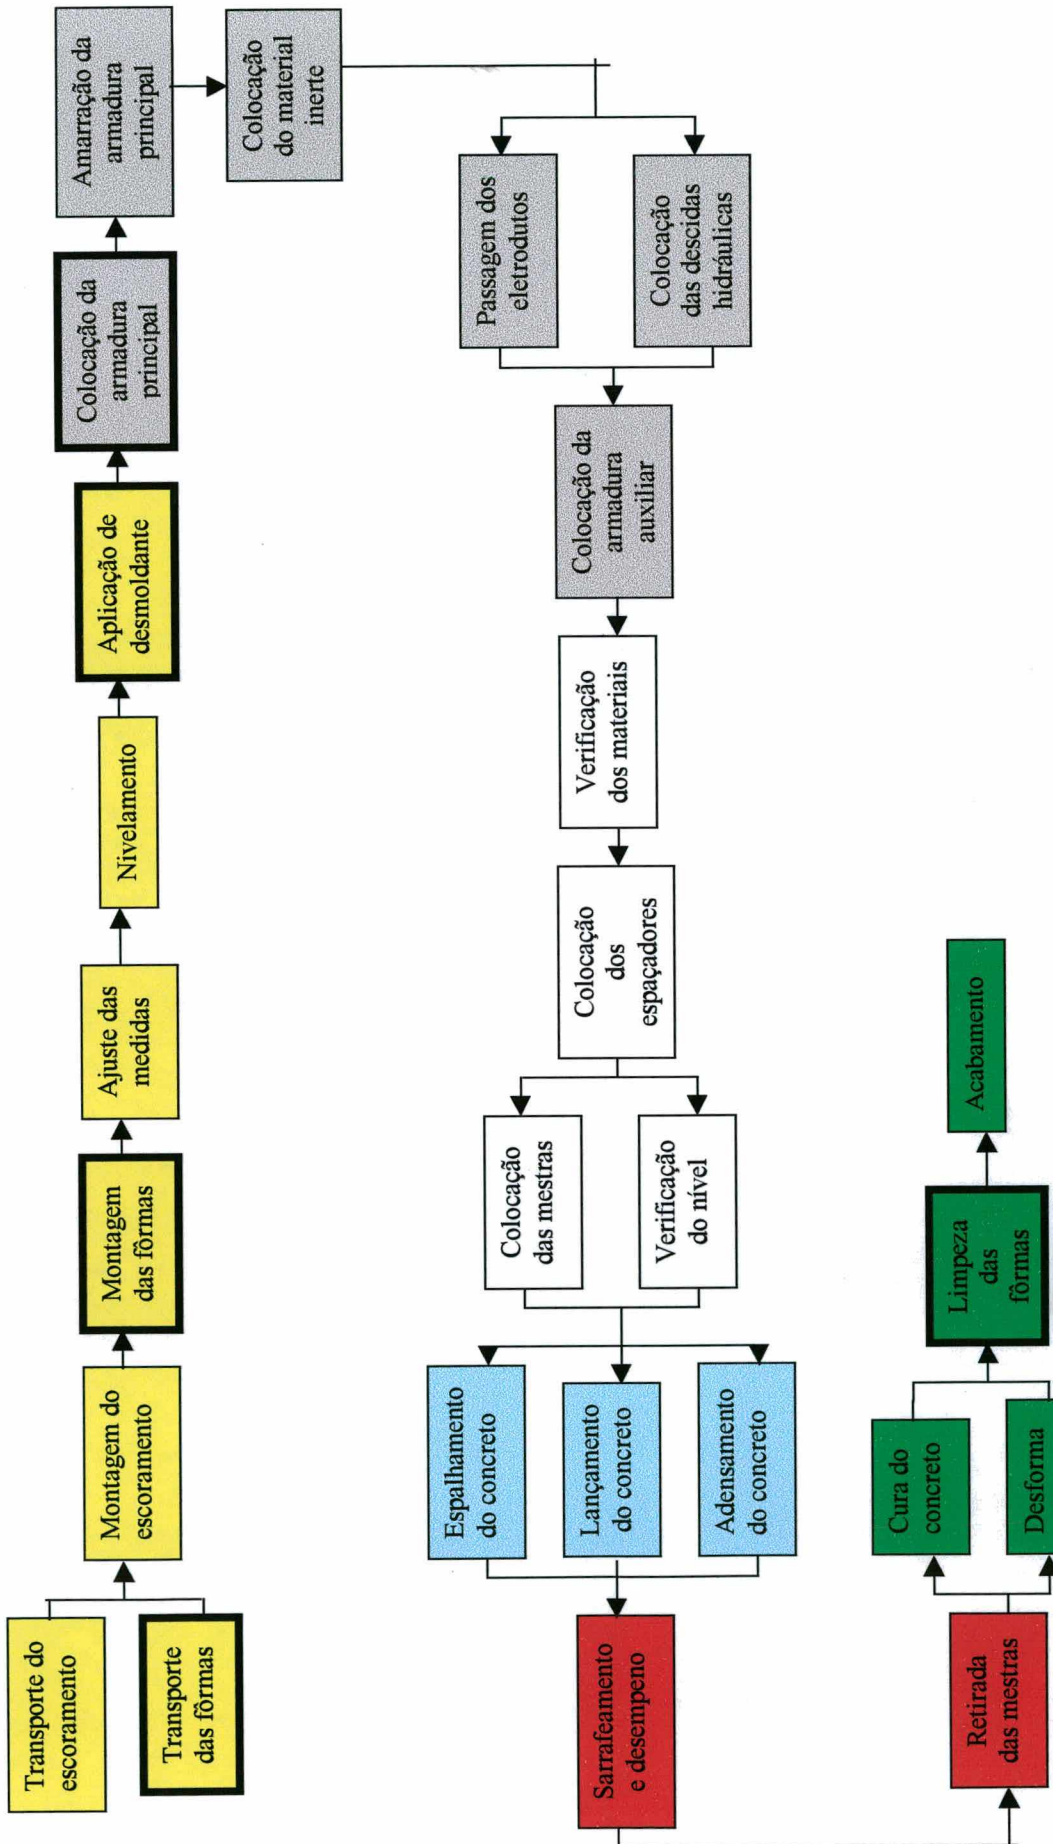 Transporte do
escoramento
Transporte
das fôrmas
Montagem do
escoramento
Montagem
das fôrmas
Ajuste das
medidas
Nivelamento
Aplicação de
desmoldante
Colocação da
armadura
principal
Amarração da
armadura
principal
Colocação
do material
inerte
Passagem dos
eletrodutos
Colocação
das descidas
hidráulicas
Colocação da
armadura
auxiliar
Verificação
dos materiais
Colocação
dos
espaçadores
Colocação
das mestras
Verificação
do nível
Espalhamento
do concreto
Lançamento
do concreto
Adensamento
do concreto
Sarrafeamento
e desempeno
Retirada
das mestras
Cura do
concreto
Desforma
Limpeza
das
fôrmas
Acabamento